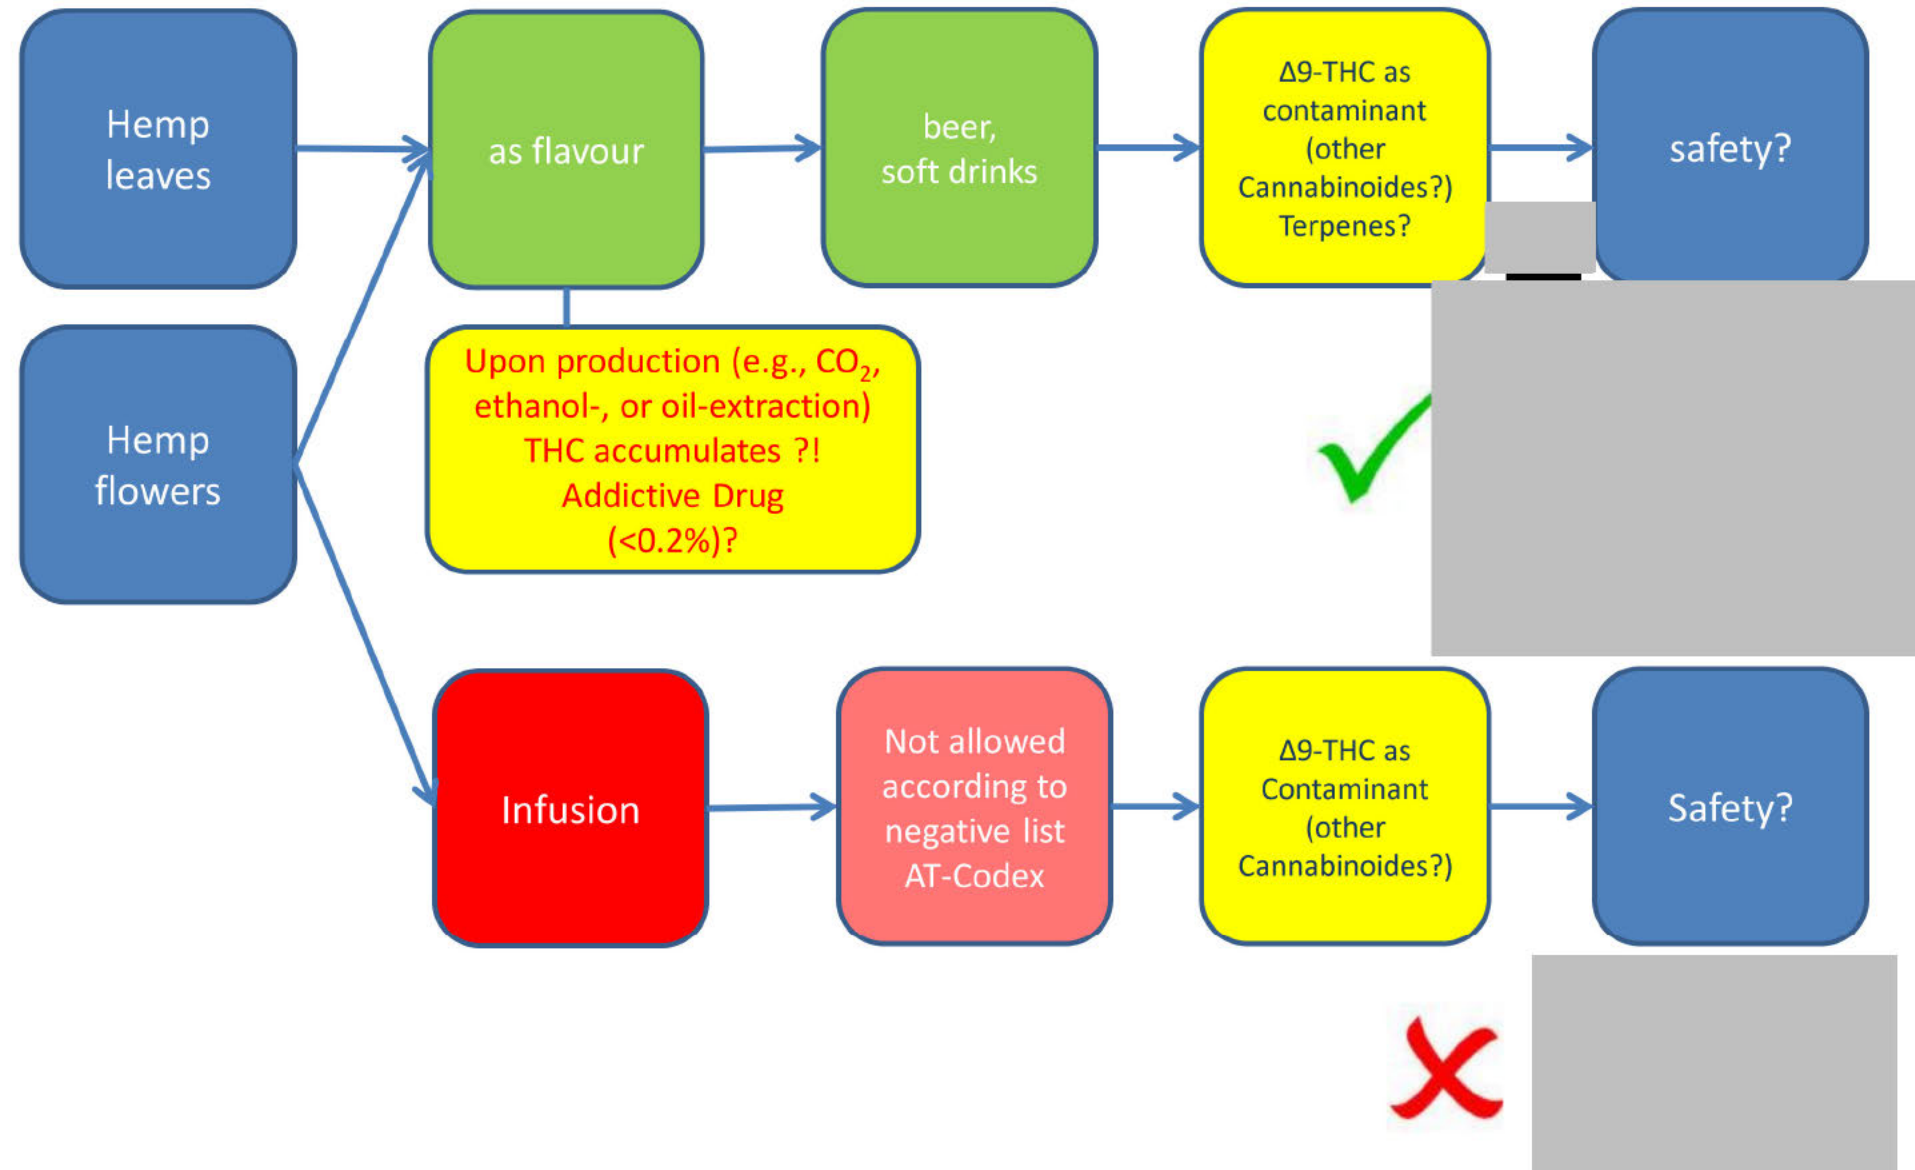 Hemp
leaves
as flavour
beer,
soft drinks
Δ9-THC as
contaminant
(other
Cannabinoides?)
Terpenes?
safety?
Hemp
flowers
Upon production (e.g., CO₂,
ethanol-, or oil-extraction)
THC accumulates ?!
Addictive Drug
(<0.2%)?
Infusion
Not allowed
according to
negative list
AT-Codex
Δ9-THC as
Contaminant
(other
Cannabinoides?)
Safety?